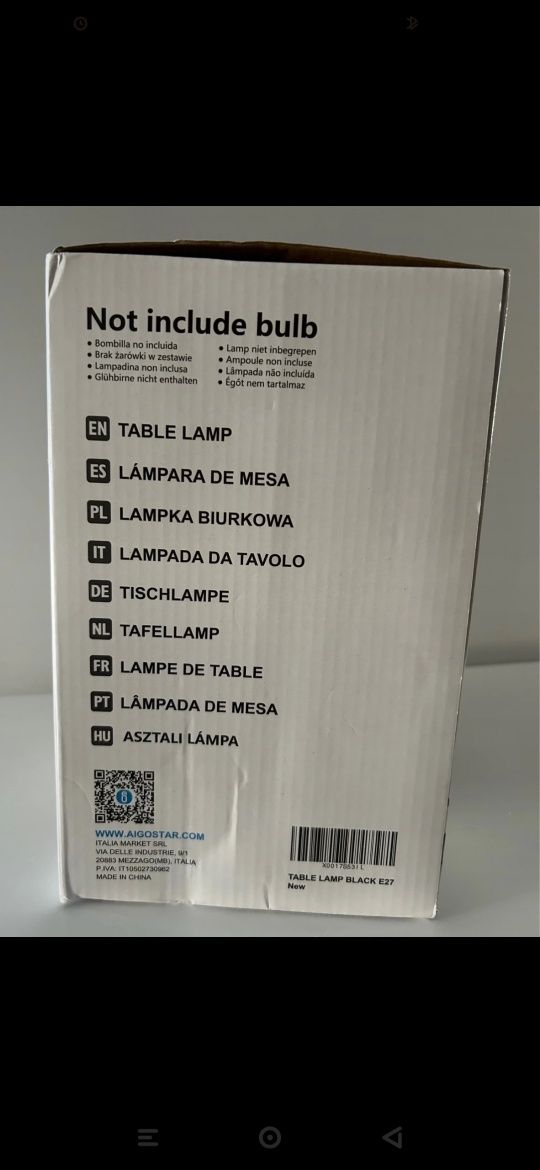 Not include bulb
• Bombilla no incluida
• Brak żarówki w zestawie
• Lampadina non inclusa
• Glühbirne nicht enthalten
• Lamp niet inbegrepen
• Ampoule non incluse
• Lâmpada não incluída
• Égőt nem tartalmaz
EN TABLE LAMP
ES LÁMPARA DE MESA
PL LAMPKA BIURKOWA
IT LAMPADA DA TAVOLO
DE TISCHLAMPE
NL TAFELLAMP
FR LAMPE DE TABLE
PT LÂMPADA DE MESA
HU ASZTALI LÁMPA
WWW.AIGOSTAR.COM
ITALIA MARKET SRL
VIA DELLE INDUSTRIE, 9/1
20883 MEZZAGO(MB), ITALIA
P.IVA: IT10502730962
MADE IN CHINA
TABLE LAMP BLACK E27
New